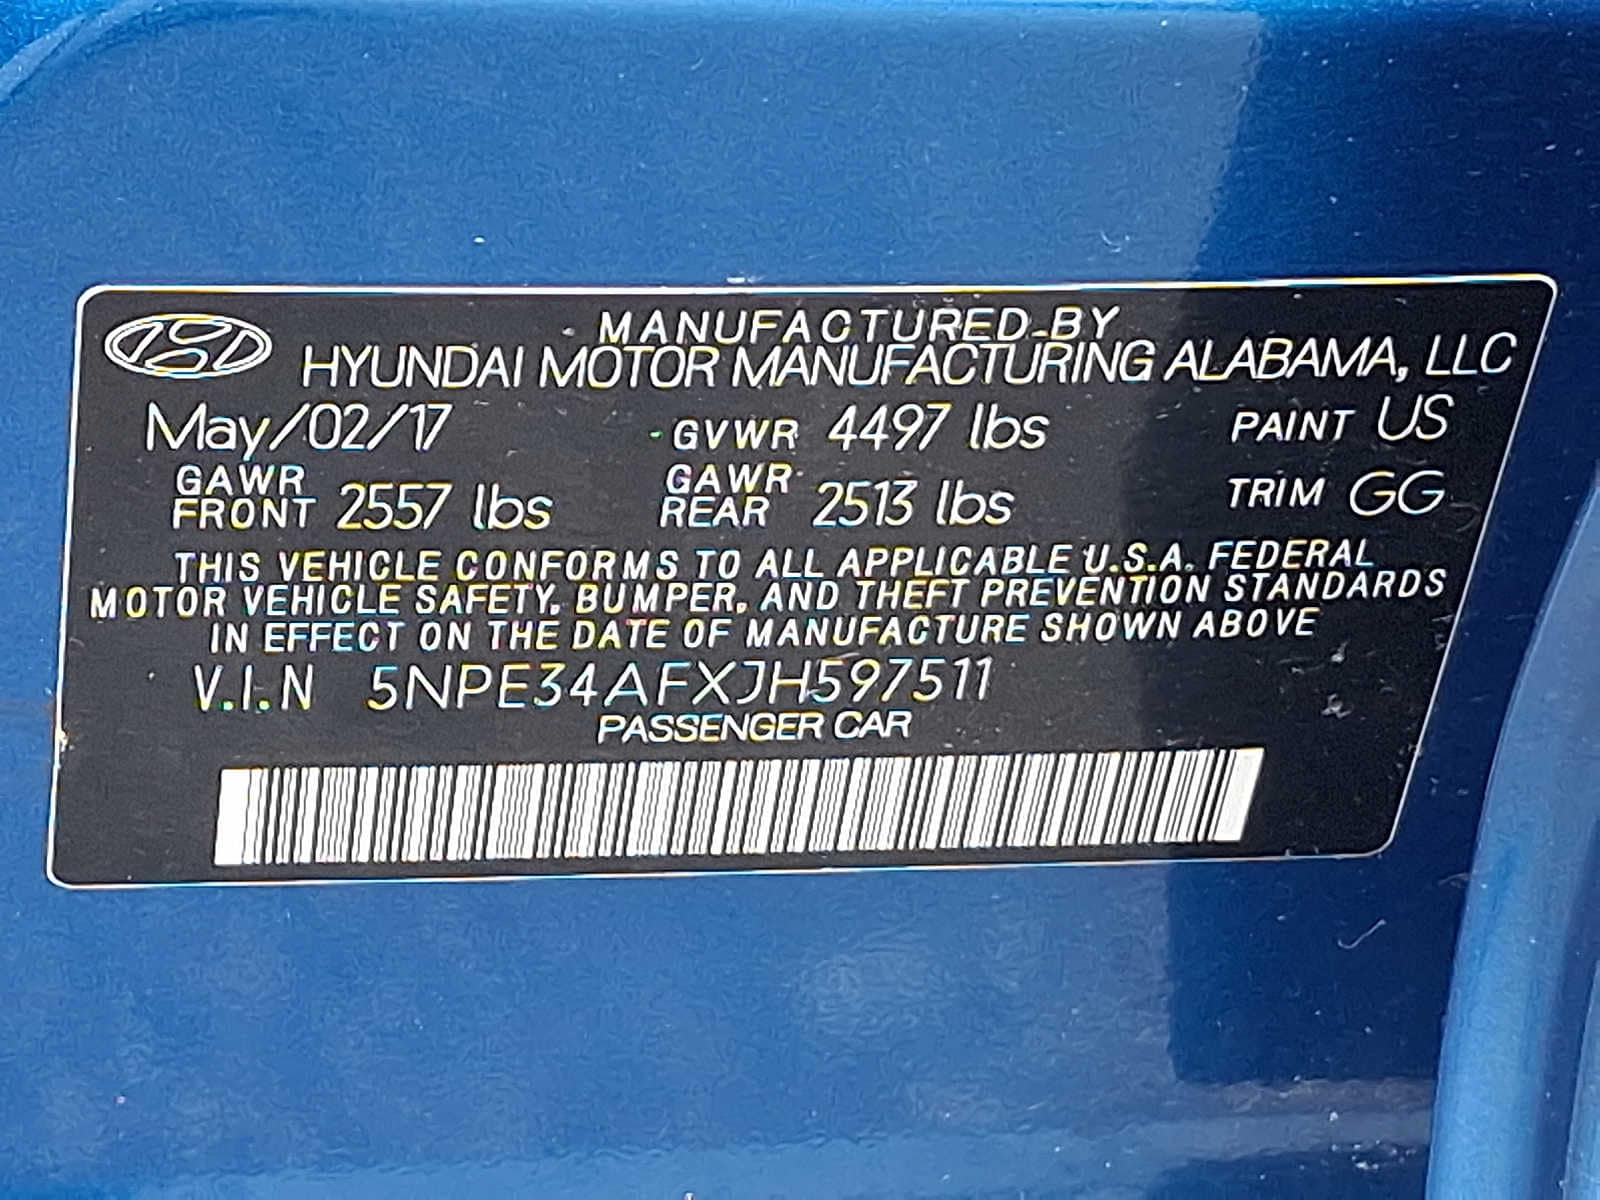 MANUFACTURED BY
HYUNDAI MOTOR MANUFACTURING ALABAMA, LLC
May/02/17 GVWR 4497 lbs PAINT US
GAWR FRONT 2557 lbs GAWR REAR 2513 lbs TRIM GG
THIS VEHICLE CONFORMS TO ALL APPLICABLE U.S.A. FEDERAL
MOTOR VEHICLE SAFETY, BUMPER, AND THEFT PREVENTION STANDARDS
IN EFFECT ON THE DATE OF MANUFACTURE SHOWN ABOVE
V.I.N 5NPE34AFXJH597511
PASSENGER CAR